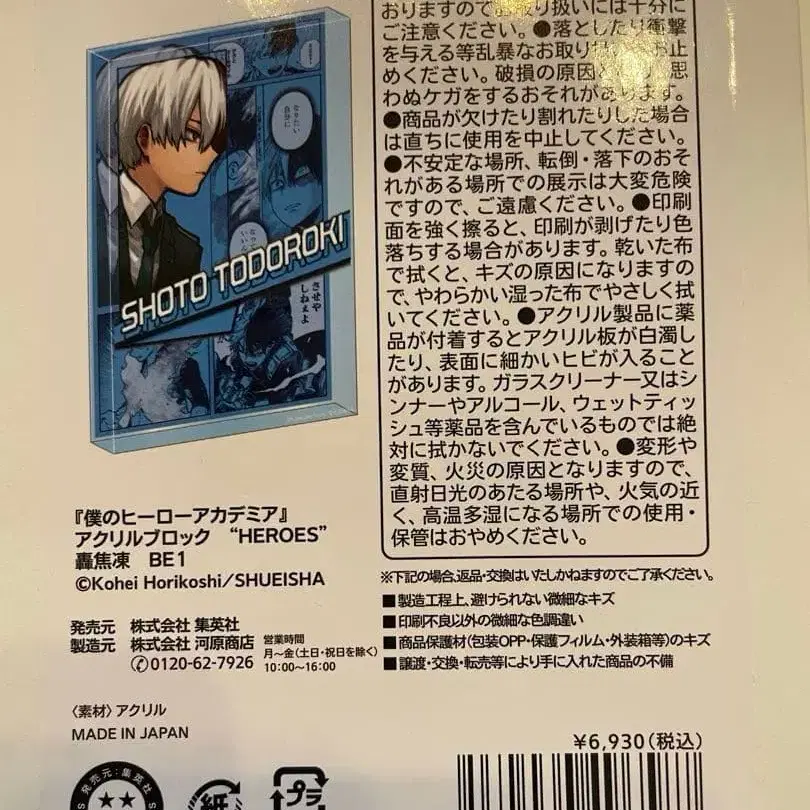 なりたい
自分に
SHOTO TODOROKI
させや
しねぇよ
『僕のヒーローアカデミア』
アクリルブロック “HEROES”
轟焦凍 BE1
©Kohei Horikoshi/SHUEISHA
発売元 株式会社 集英社
製造元 株式会社 河原商店
0120-62-7926
営業時間
月〜金(土日・祝日を除く)
10:00〜16:00
〈素材〉アクリル
MADE IN JAPAN
おりますので お取り扱いには十分に
ご注意ください。●落としたり衝撃
を与える等乱暴なお取り お止
めください。破損の原因と 思
わぬケガをするおそれがあります。
●商品が欠けたり割れたりした場合
は直ちに使用を中止してください。
●不安定な場所、転倒・落下のおそ
れがある場所での展示は大変危険
ですので、ご遠慮ください。●印刷
面を強く擦ると、印刷が剥げたり色
落ちする場合があります。乾いた布
で拭くと、キズの原因になりますの
で、やわらかい湿った布でやさしく拭
いてください。●アクリル製品に薬
品が付着するとアクリル板が白濁し
たり、表面に細かいヒビが入ること
があります。ガラスクリーナー又はシ
ンナーやアルコール、ウェットティッ
シュ等薬品を含んでいるものでは絶
対に拭かないでください。●変形や
変質、火災の原因となりますので、
直射日光のあたる場所や、火気の近
く、高温多湿になる場所での使用・
保管はおやめください。
※下記の場合、返品・交換はいたしかねますのでご了承ください。
■製造工程上、避けられない微細なキズ
■印刷不良以外の微細な色調違い
■商品保護材(包装OPP・保護フィルム・外装箱等)のキズ
■譲渡・交換・転売等により手に入れた商品の不備
¥6,930(税込)
発売元:集英社
紙
プラ